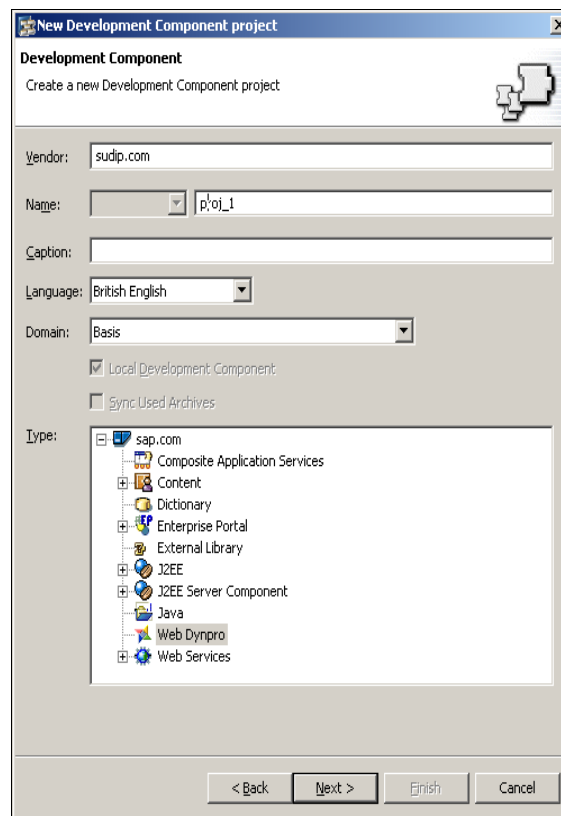 New Development Component project
Development Component
Create a new Development Component project
Vendor: sudip.com
Name: proj_1
Caption:
Language: British English
Domain: Basis
Local Development Component
Sync Used Archives
Type: sap.com
Composite Application Services
Content
Dictionary
Enterprise Portal
External Library
J2EE
J2EE Server Component
Java
Web Dynpro
Web Services
< Back Next > Finish Cancel